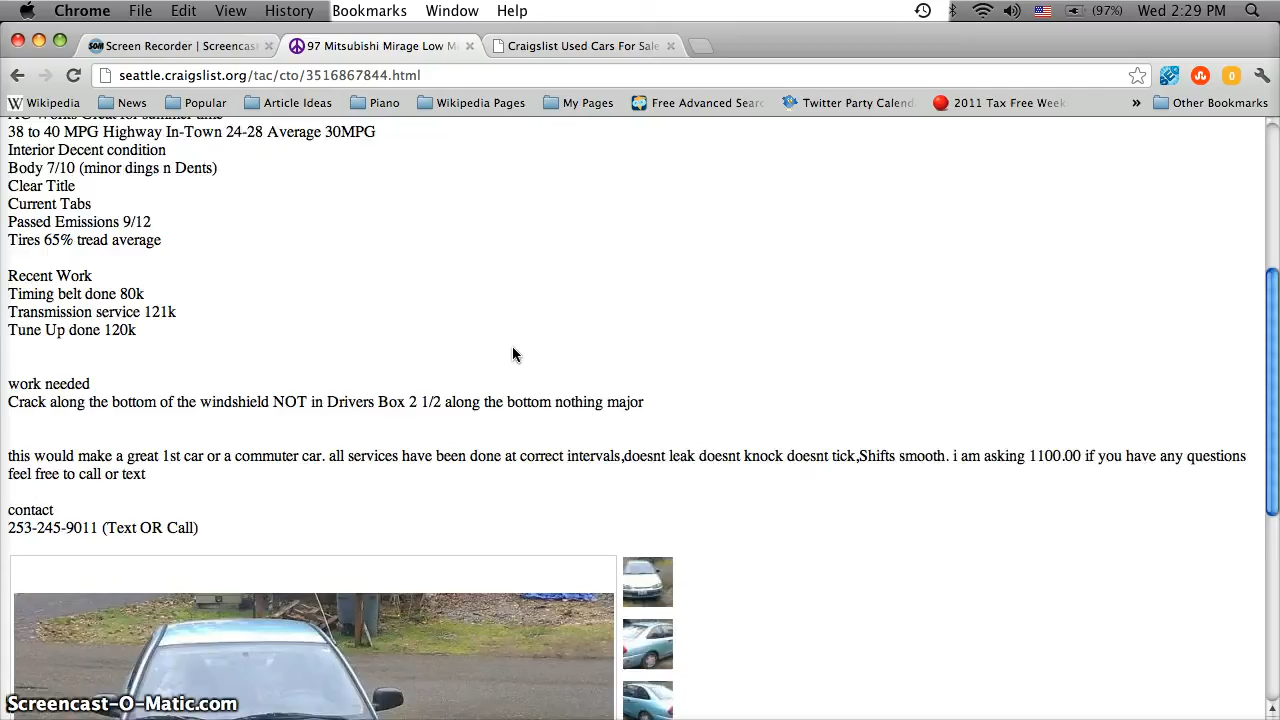 Chrome File Edit View History Bookmarks Window Help (97%) Wed 2:29 PM
SOM Screen Recorder | Screencast 97 Mitsubishi Mirage Low M Craigslist Used Cars For Sale
seattle.craigslist.org/tac/cto/3516867844.html
W Wikipedia News Popular Article Ideas Piano Wikipedia Pages My Pages Free Advanced Sear Twitter Party Calend 2011 Tax Free Week » Other Bookmarks
AC Works Great for summer time
38 to 40 MPG Highway In-Town 24-28 Average 30MPG
Interior Decent condition
Body 7/10 (minor dings n Dents)
Clear Title
Current Tabs
Passed Emissions 9/12
Tires 65% tread average
Recent Work
Timing belt done 80k
Transmission service 121k
Tune Up done 120k
work needed
Crack along the bottom of the windshield NOT in Drivers Box 2 1/2 along the bottom nothing major
this would make a great 1st car or a commuter car. all services have been done at correct intervals,doesnt leak doesnt knock doesnt tick,Shifts smooth. i am asking 1100.00 if you have any questions
feel free to call or text
contact
253-245-9011 (Text OR Call)
Screencast-O-Matic.com